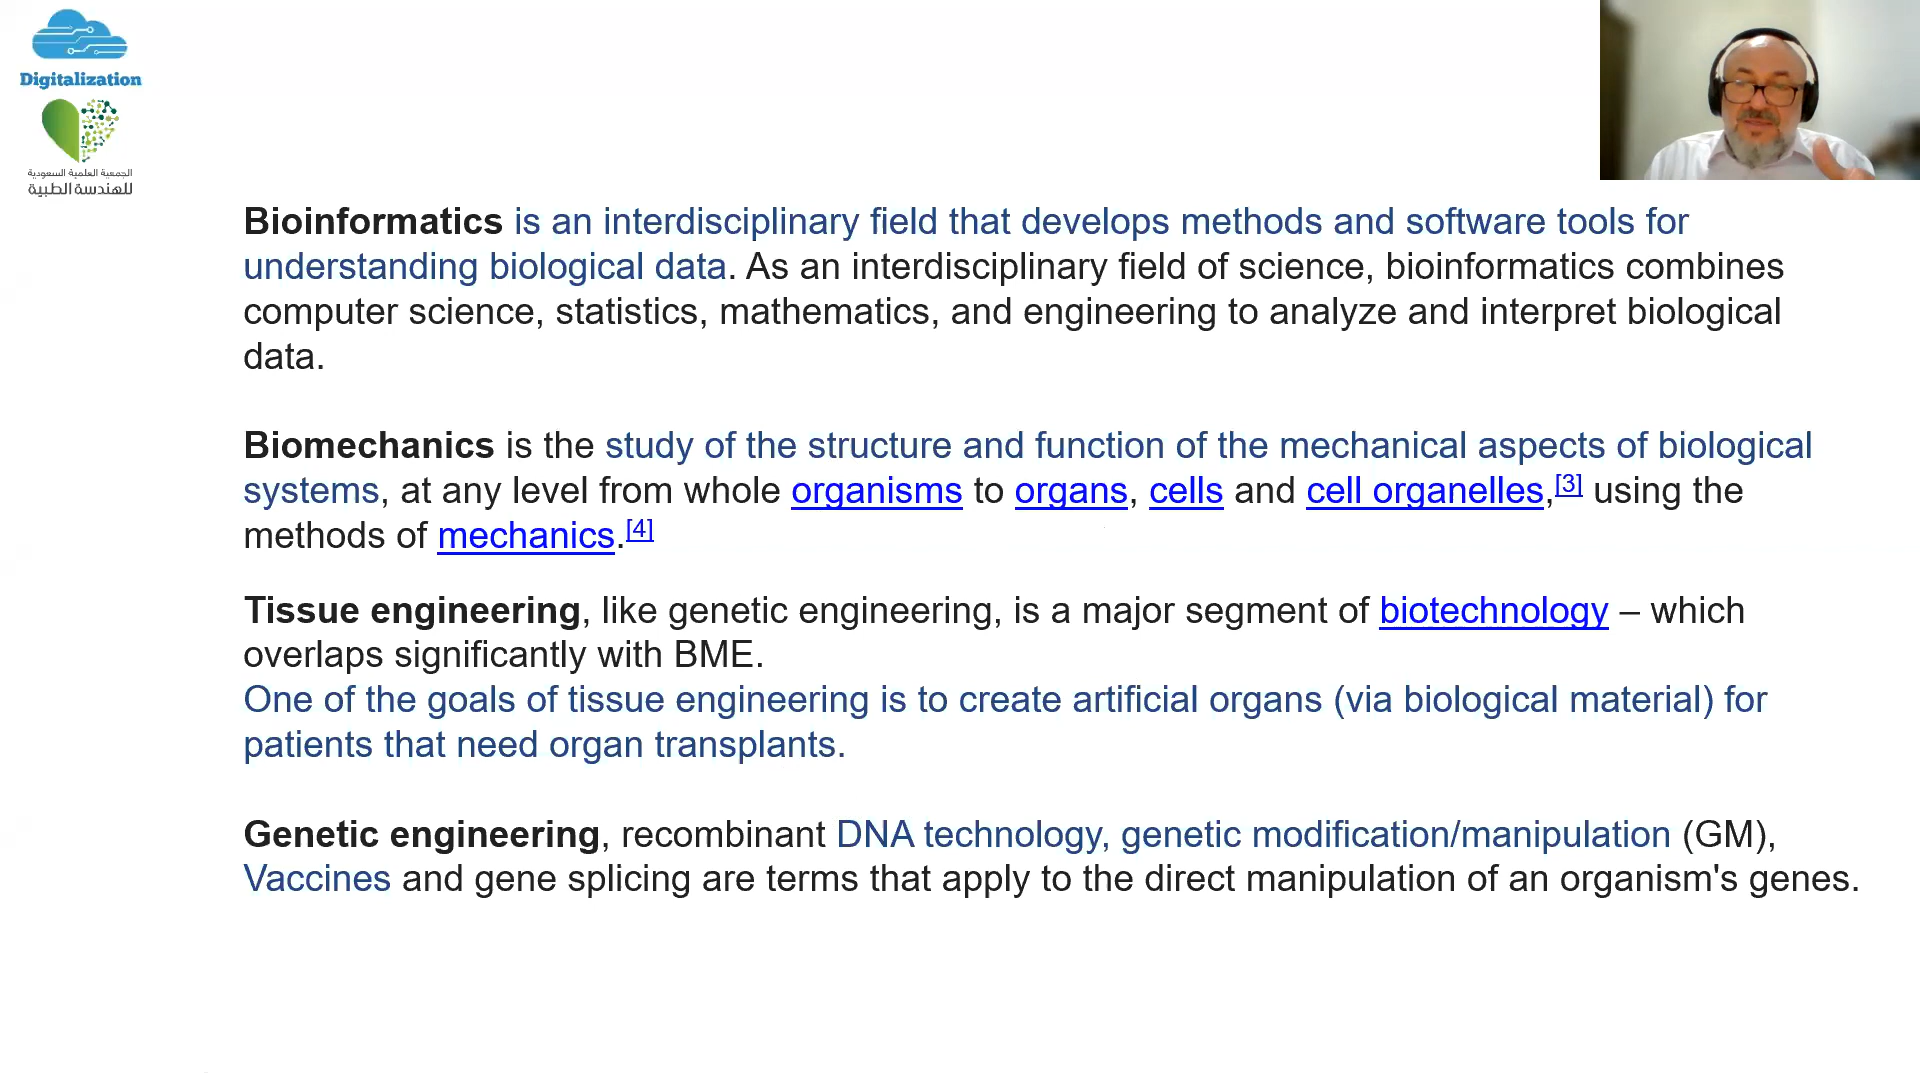 Digitalization
الجمعية العلمية السعودية
للهندسة الطبية
Bioinformatics is an interdisciplinary field that develops methods and software tools for
understanding biological data. As an interdisciplinary field of science, bioinformatics combines
computer science, statistics, mathematics, and engineering to analyze and interpret biological
data.
Biomechanics is the study of the structure and function of the mechanical aspects of biological
systems, at any level from whole organisms to organs, cells and cell organelles,[3] using the
methods of mechanics.[4]
Tissue engineering, like genetic engineering, is a major segment of biotechnology – which
overlaps significantly with BME.
One of the goals of tissue engineering is to create artificial organs (via biological material) for
patients that need organ transplants.
Genetic engineering, recombinant DNA technology, genetic modification/manipulation (GM),
Vaccines and gene splicing are terms that apply to the direct manipulation of an organism's genes.